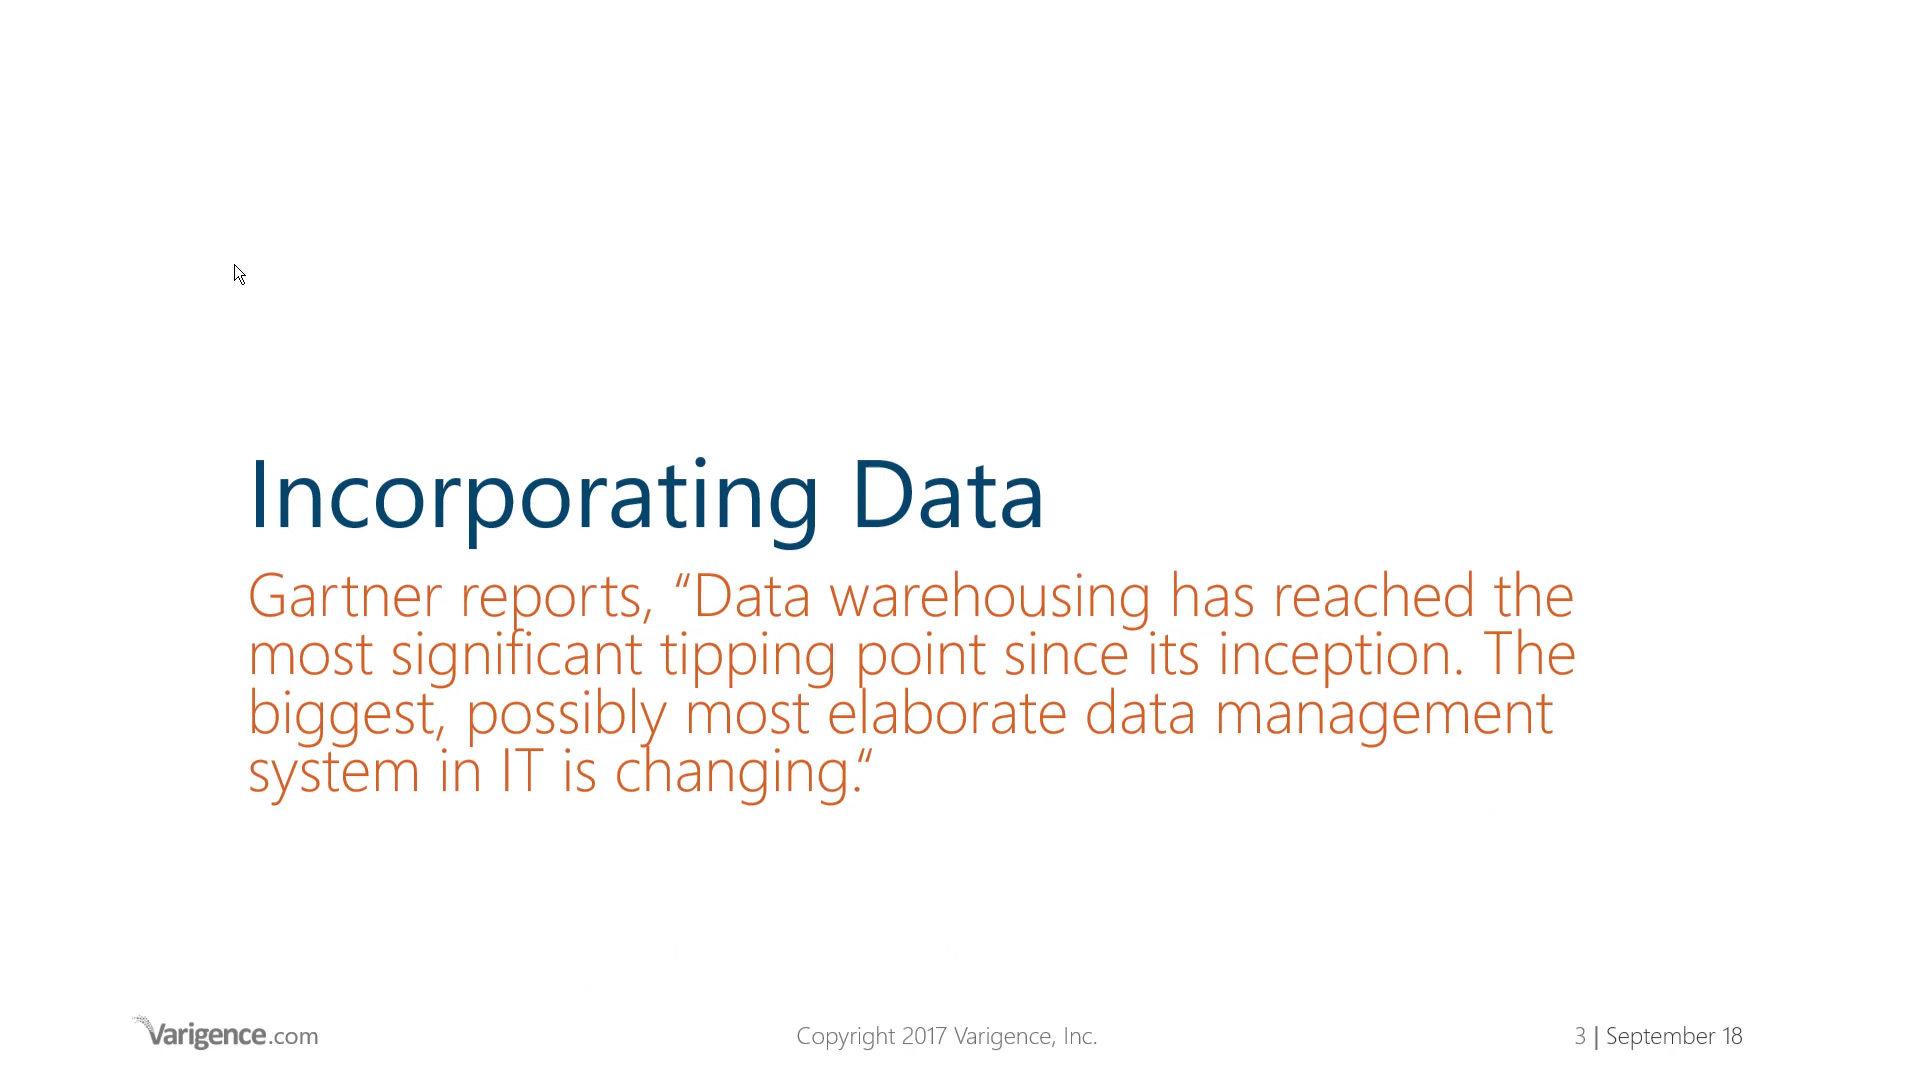 Incorporating Data
Gartner reports, “Data warehousing has reached the
most significant tipping point since its inception. The
biggest, possibly most elaborate data management
system in IT is changing.“
Varigence.com
Copyright 2017 Varigence, Inc.
3 | September 18